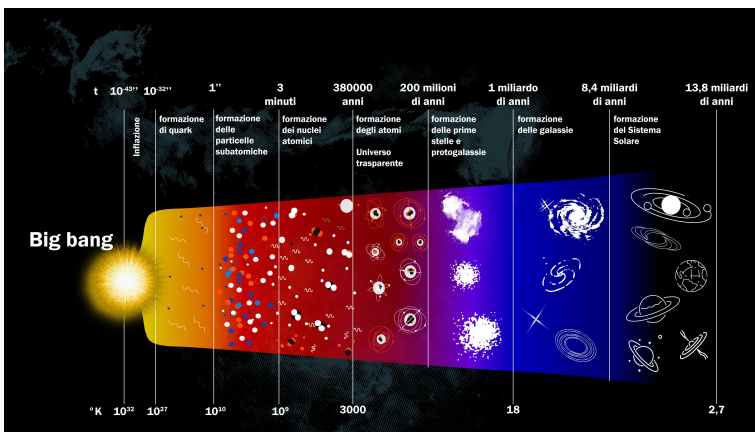 t 10-43’’ 10-32’’ 1’’ 3 minuti 380000 anni 200 milioni di anni 1 miliardo di anni 8,4 miliardi di anni 13,8 miliardi di anni
Inflazione
formazione
di quark
formazione
delle
particelle
subatomiche
formazione
dei nuclei
atomici
formazione
degli atomi
Universo
trasparente
formazione
delle prime
stelle e
protogalassie
formazione
delle galassie
formazione
del Sistema
Solare
Big bang
°K 10³² 10²⁷ 10¹⁰ 10⁹ 3000 18 2,7